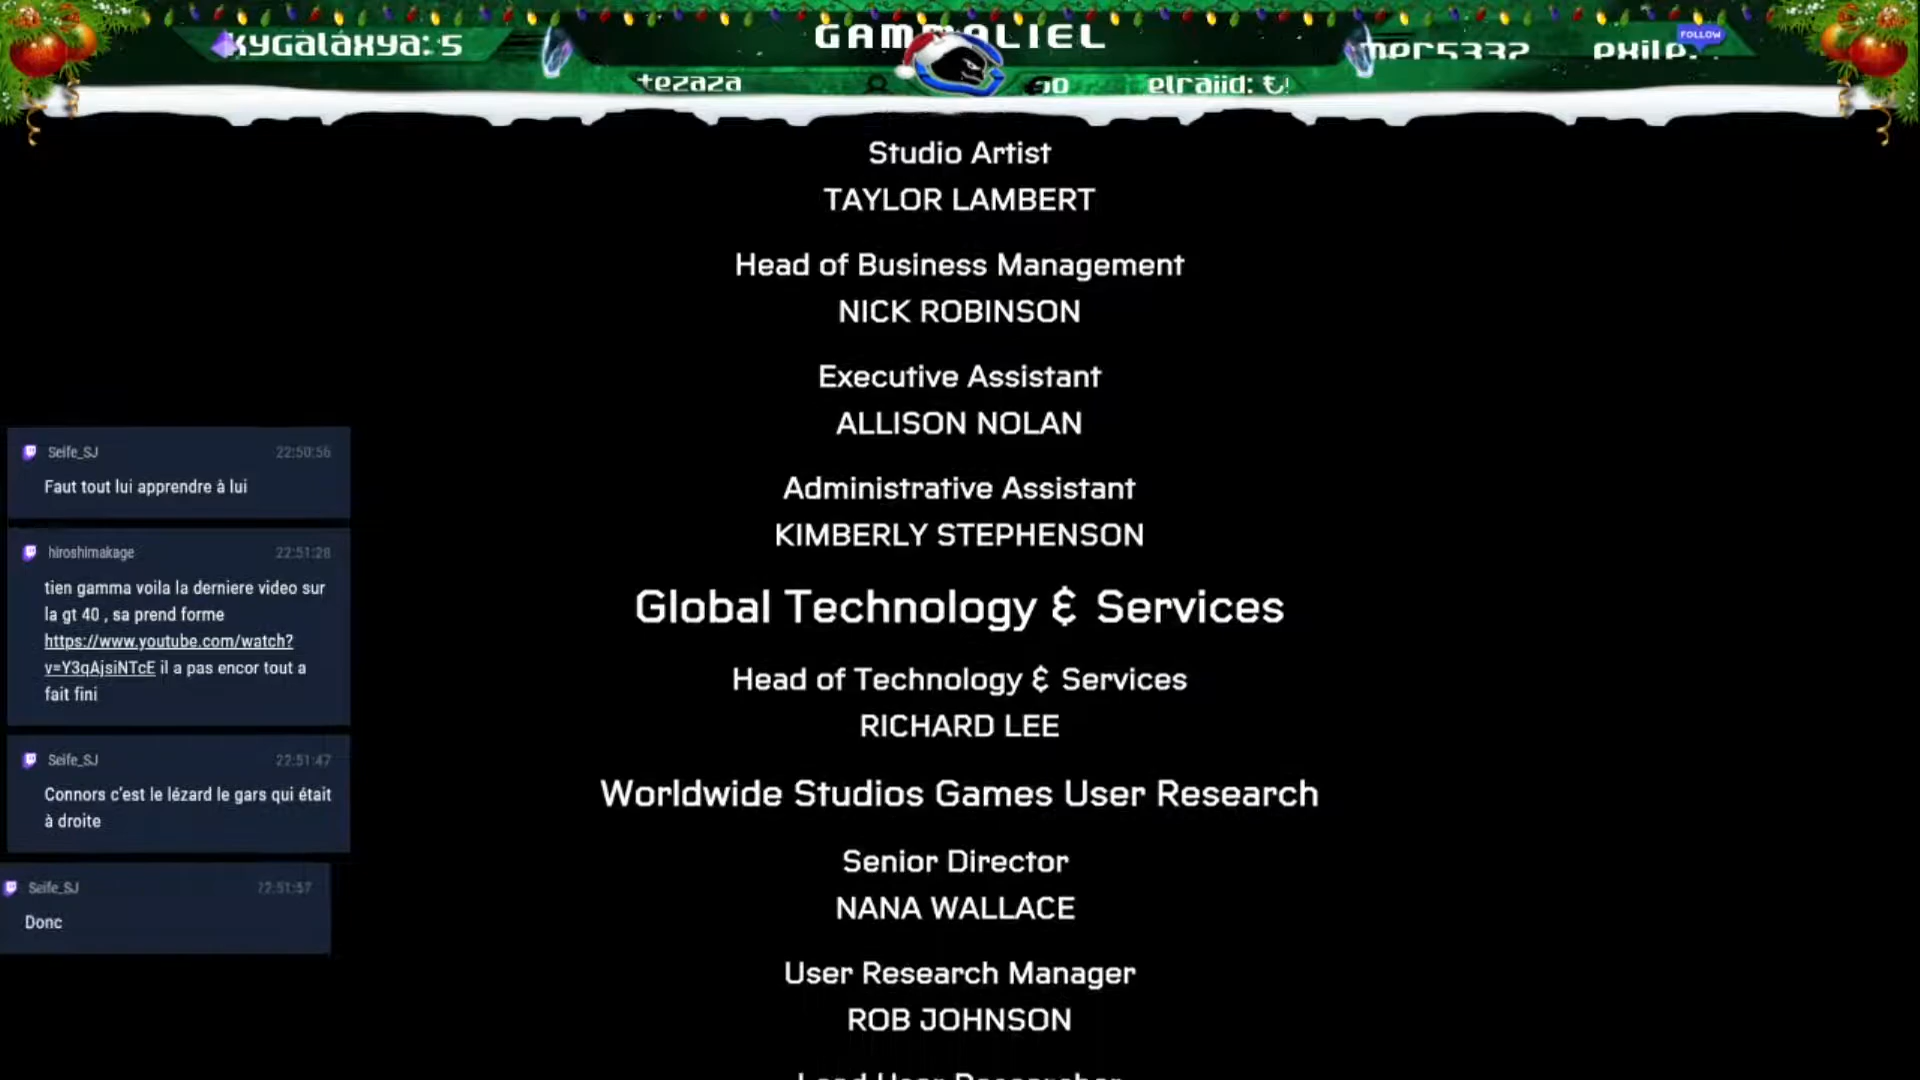 kygalaxya: 5
GAMMALIEL
FOLLOW
tezaza
elraiid:
Studio Artist
TAYLOR LAMBERT
Head of Business Management
NICK ROBINSON
Executive Assistant
ALLISON NOLAN
Administrative Assistant
KIMBERLY STEPHENSON
Global Technology & Services
Head of Technology & Services
RICHARD LEE
Worldwide Studios Games User Research
Senior Director
NANA WALLACE
User Research Manager
ROB JOHNSON
Seife_SJ 22:50:56
Faut tout lui apprendre à lui
hiroshimakage 22:51:28
tien gamma voila la derniere video sur
la gt 40 , sa prend forme
https://www.youtube.com/watch?
v=Y3qAjsiNTcE il a pas encor tout a
fait fini
Seife_SJ 22:51:47
Connors c'est le lézard le gars qui était
à droite
Seife_SJ 22:51:57
Donc